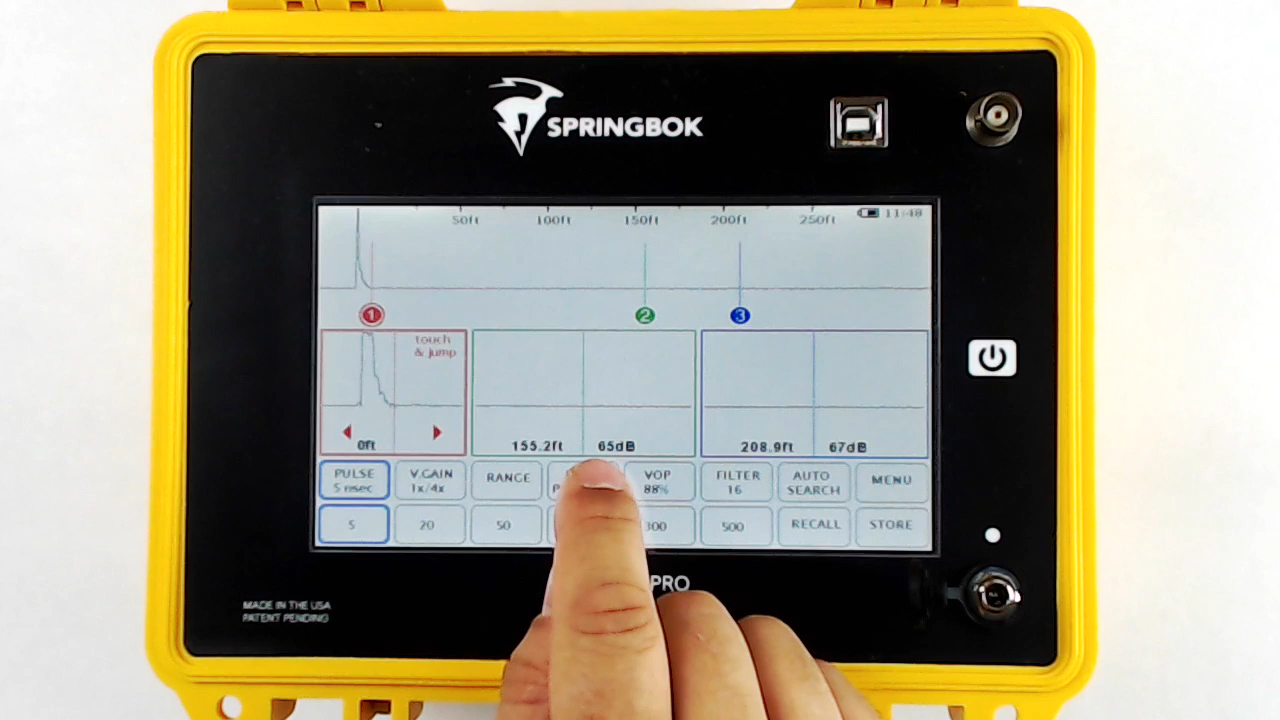 SPRINGBOK
50ft 100ft 150ft 200ft 250ft 11:48
1 2 3
touch
& jump
0ft 155.2ft 65dB 208.9ft 67dB
PULSE V.GAIN RANGE VOP FILTER AUTO MENU
5 nsec 1x/4x 88% 16 SEARCH
5 20 50 300 500 RECALL STORE
PRO
MADE IN THE USA
PATENT PENDING